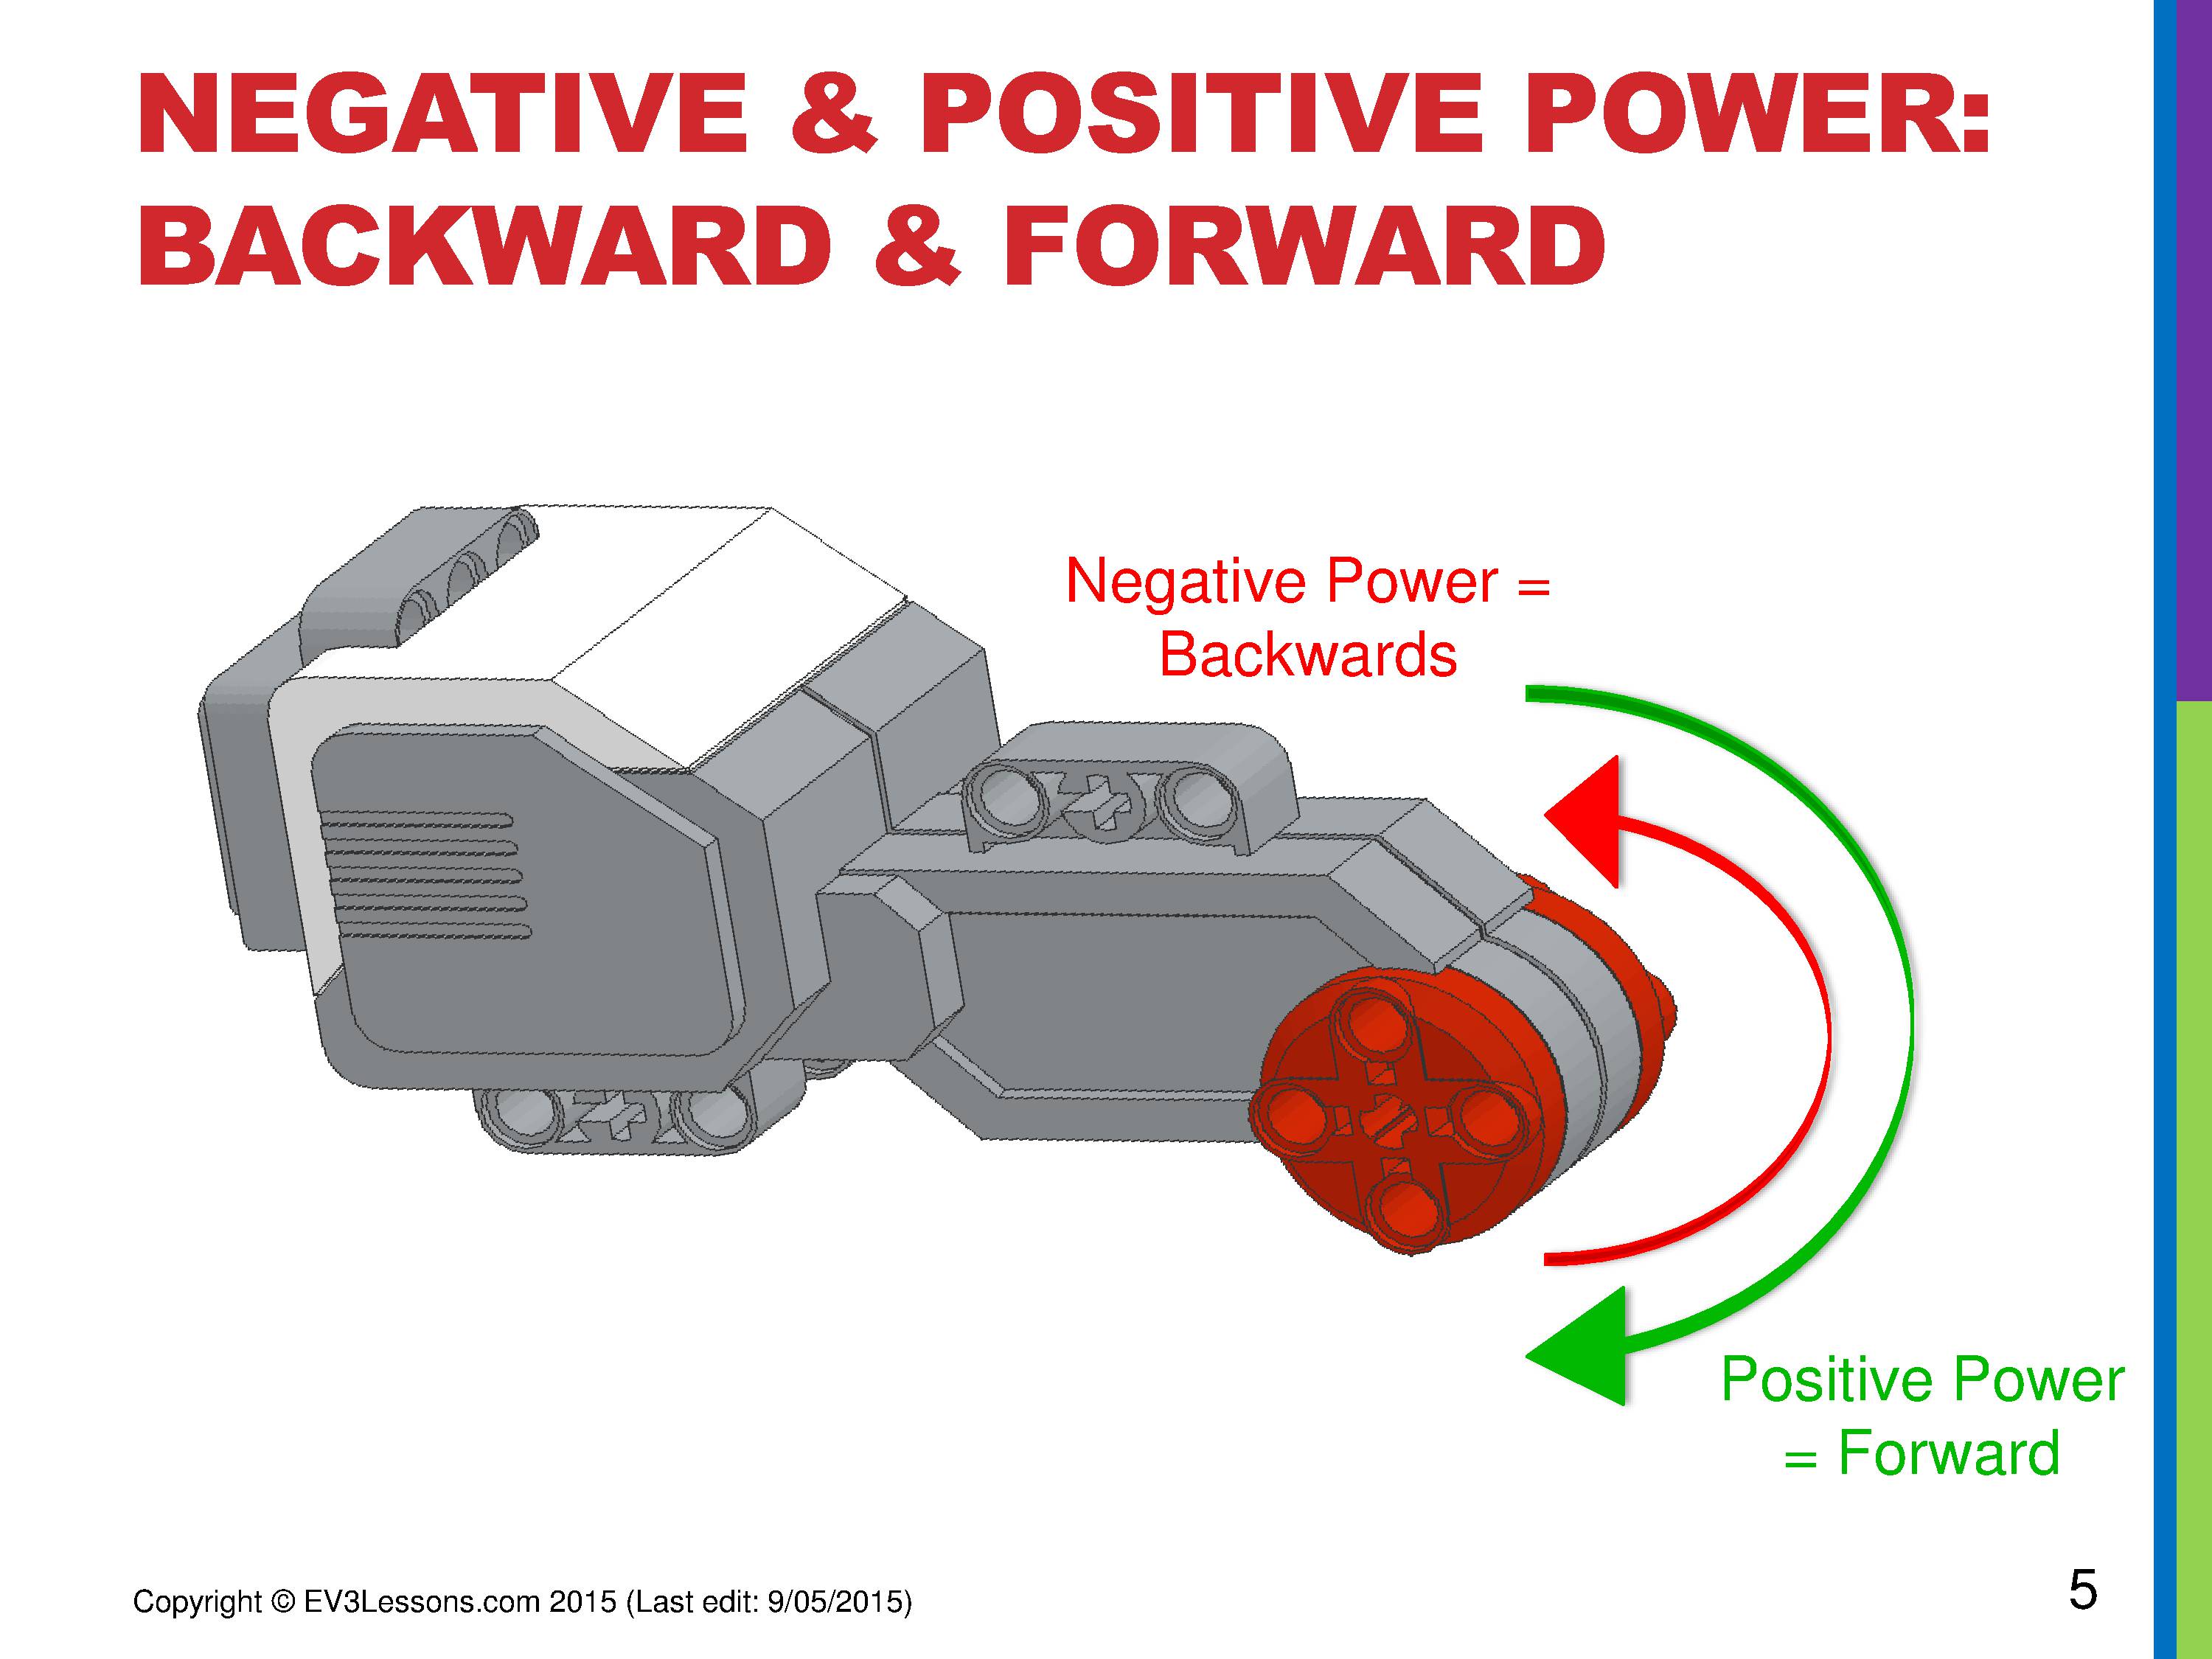 NEGATIVE & POSITIVE POWER:
BACKWARD & FORWARD
Negative Power =
Backwards
Positive Power
= Forward
Copyright © EV3Lessons.com 2015 (Last edit: 9/05/2015)
5